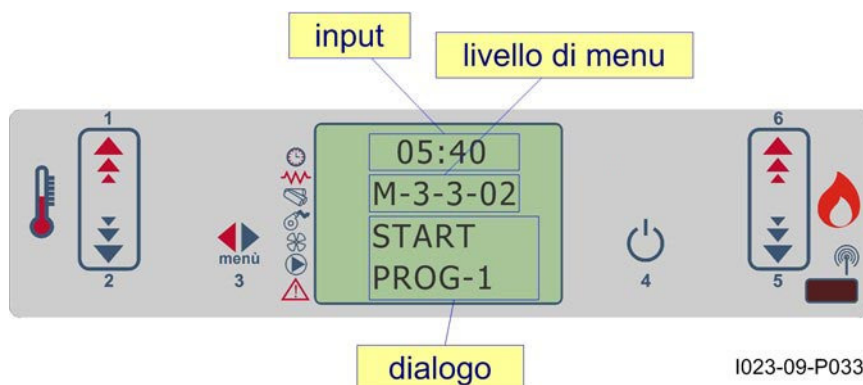 input
livello di menu
1
6
05:40
M-3-3-02
START
PROG-1
menù
2
3
4
5
dialogo
I023-09-P033